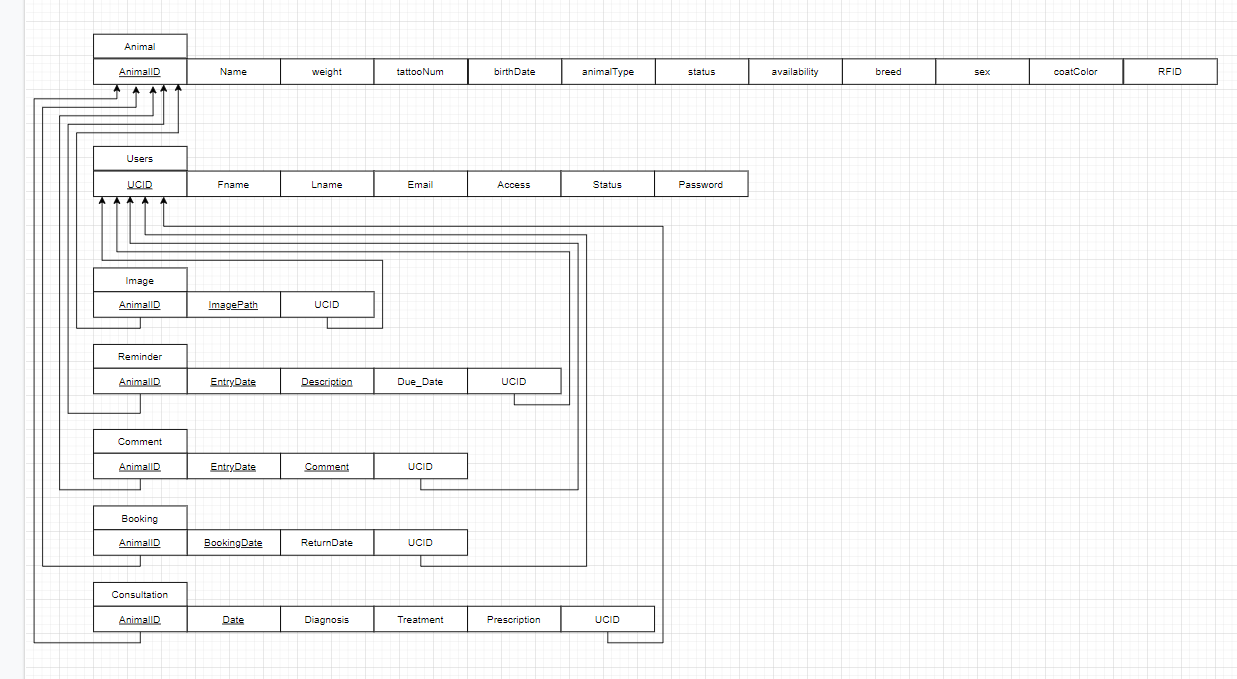 Animal
AnimalID Name weight tattooNum birthDate animalType status availability breed sex coatColor RFID
Users
UCID Fname Lname Email Access Status Password
Image
AnimalID ImagePath UCID
Reminder
AnimalID EntryDate Description Due_Date UCID
Comment
AnimalID EntryDate Comment UCID
Booking
AnimalID BookingDate ReturnDate UCID
Consultation
AnimalID Date Diagnosis Treatment Prescription UCID